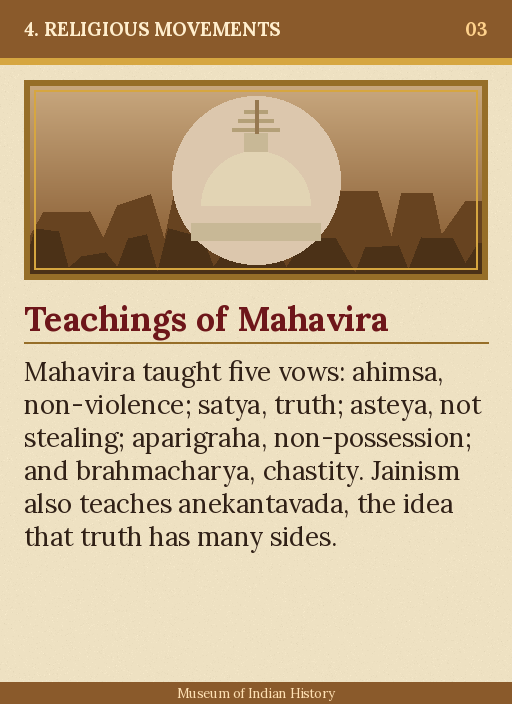 4. RELIGIOUS MOVEMENTS
03
Teachings of Mahavira
Mahavira taught five vows: ahimsa,
non-violence; satya, truth; asteya, not
stealing; aparigraha, non-possession;
and brahmacharya, chastity. Jainism
also teaches anekantavada, the idea
that truth has many sides.
Museum of Indian History